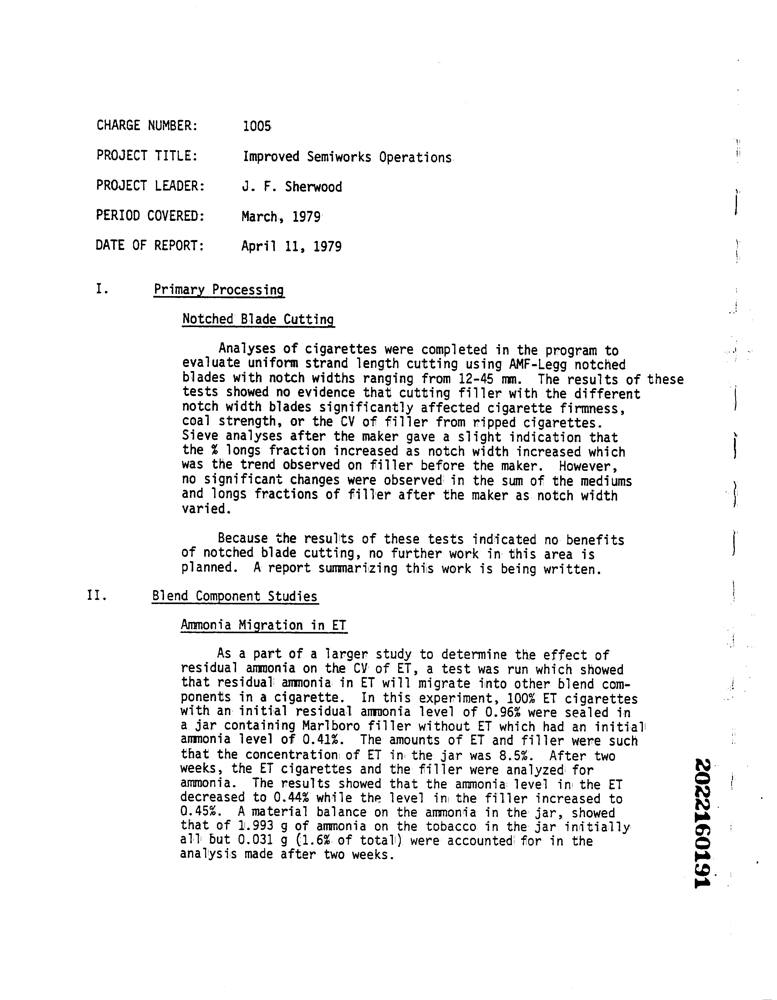 CHARGE NUMBER: 1005
PROJECT TITLE: Improved Semiworks Operations
PROJECT LEADER: J. F. Sherwood
PERIOD COVERED: March, 1979
DATE OF REPORT: April 11, 1979
I. Primary Processing
Notched Blade Cutting
Analyses of cigarettes were completed in the program to
evaluate uniform strand length cutting using AMF-Legg notched
blades with notch widths ranging from 12-45 mm. The results of these
tests showed no evidence that cutting filler with the different
notch width blades significantly affected cigarette firmness,
coal strength, or the CV of filler from ripped cigarettes.
Sieve analyses after the maker gave a slight indication that
the % longs fraction increased as notch width increased which
was the trend observed on filler before the maker. However,
no significant changes were observed in the sum of the mediums
and longs fractions of filler after the maker as notch width
varied.
Because the results of these tests indicated no benefits
of notched blade cutting, no further work in this area is
planned. A report summarizing this work is being written.
II. Blend Component Studies
Ammonia Migration in ET
As a part of a larger study to determine the effect of
residual ammonia on the CV of ET, a test was run which showed
that residual ammonia in ET will migrate into other blend com-
ponents in a cigarette. In this experiment, 100% ET cigarettes
with an initial residual ammonia level of 0.96% were sealed in
a jar containing Marlboro filler without ET which had an initial
ammonia level of 0.41%. The amounts of ET and filler were such
that the concentration of ET in the jar was 8.5%. After two
weeks, the ET cigarettes and the filler were analyzed for
ammonia. The results showed that the ammonia level in the ET
decreased to 0.44% while the level in the filler increased to
0.45%. A material balance on the ammonia in the jar, showed
that of 1.993 g of ammonia on the tobacco in the jar initially
all but 0.031 g (1.6% of total) were accounted for in the
analysis made after two weeks.
2022160191